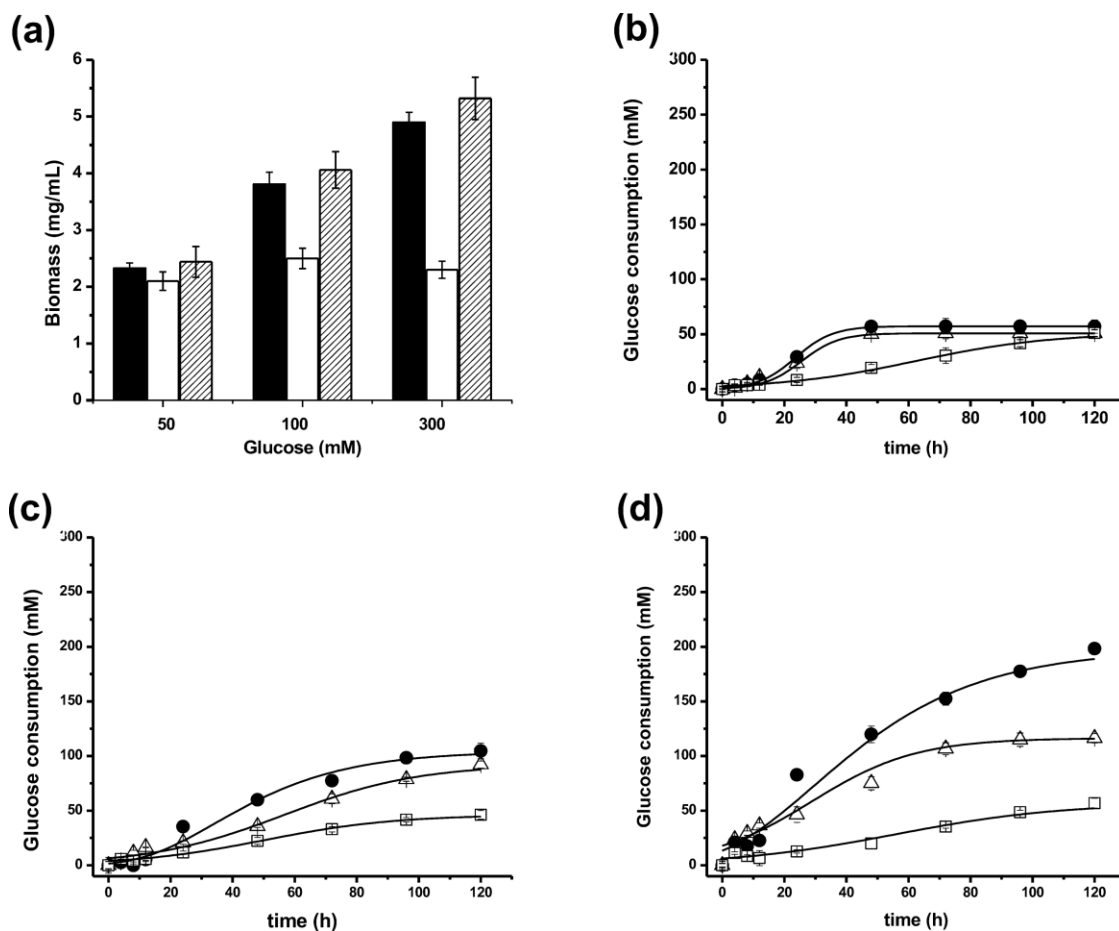 (a)
Biomass (mg/mL)
6
5
4
3
2
1
0
50 100 300
Glucose (mM)
(b)
Glucose consumption (mM)
300
250
200
150
100
50
0
0 20 40 60 80 100 120
time (h)
(c)
Glucose consumption (mM)
300
250
200
150
100
50
0
0 20 40 60 80 100 120
time (h)
(d)
Glucose consumption (mM)
300
250
200
150
100
50
0
0 20 40 60 80 100 120
time (h)